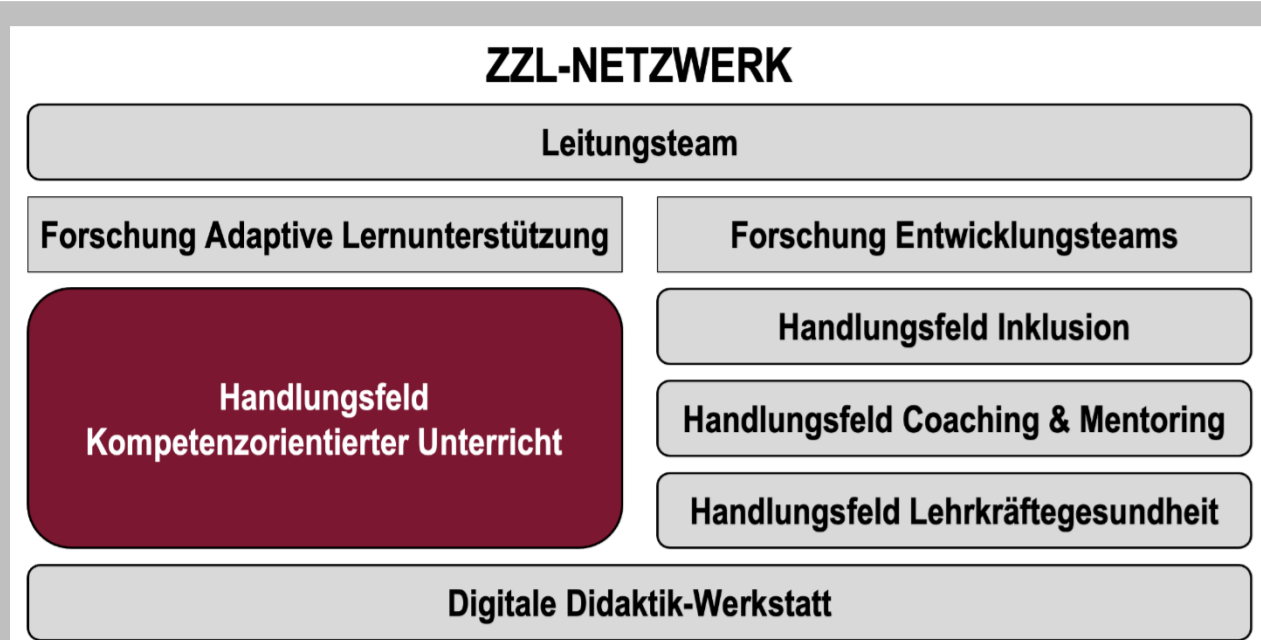 ZZL-NETZWERK
Leitungsteam
Forschung Adaptive Lernunterstützung
Forschung Entwicklungsteams
Handlungsfeld
Kompetenzorientierter Unterricht
Handlungsfeld Inklusion
Handlungsfeld Coaching & Mentoring
Handlungsfeld Lehrkräftegesundheit
Digitale Didaktik-Werkstatt